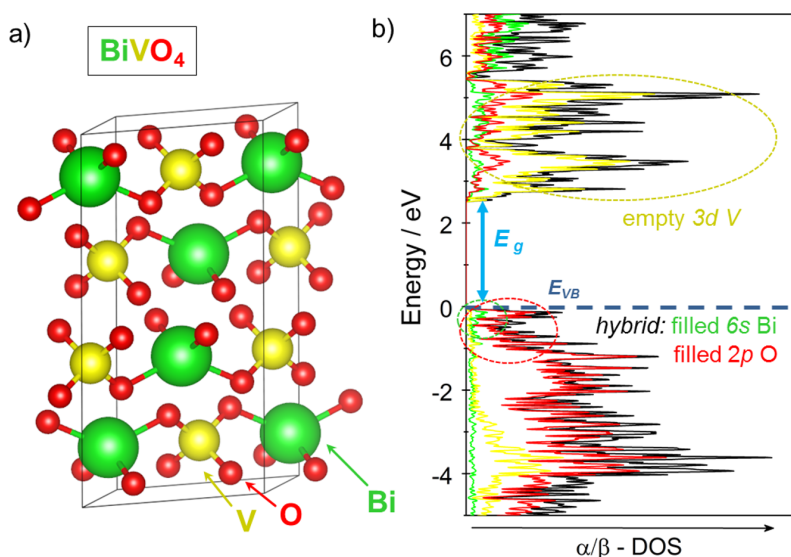 a)
BiVO₄
V
O
Bi
b)
Energy / eV
6
4
2
0
-2
-4
empty 3d V
E g
E VB
hybrid: filled 6s Bi
filled 2p O
α/β - DOS